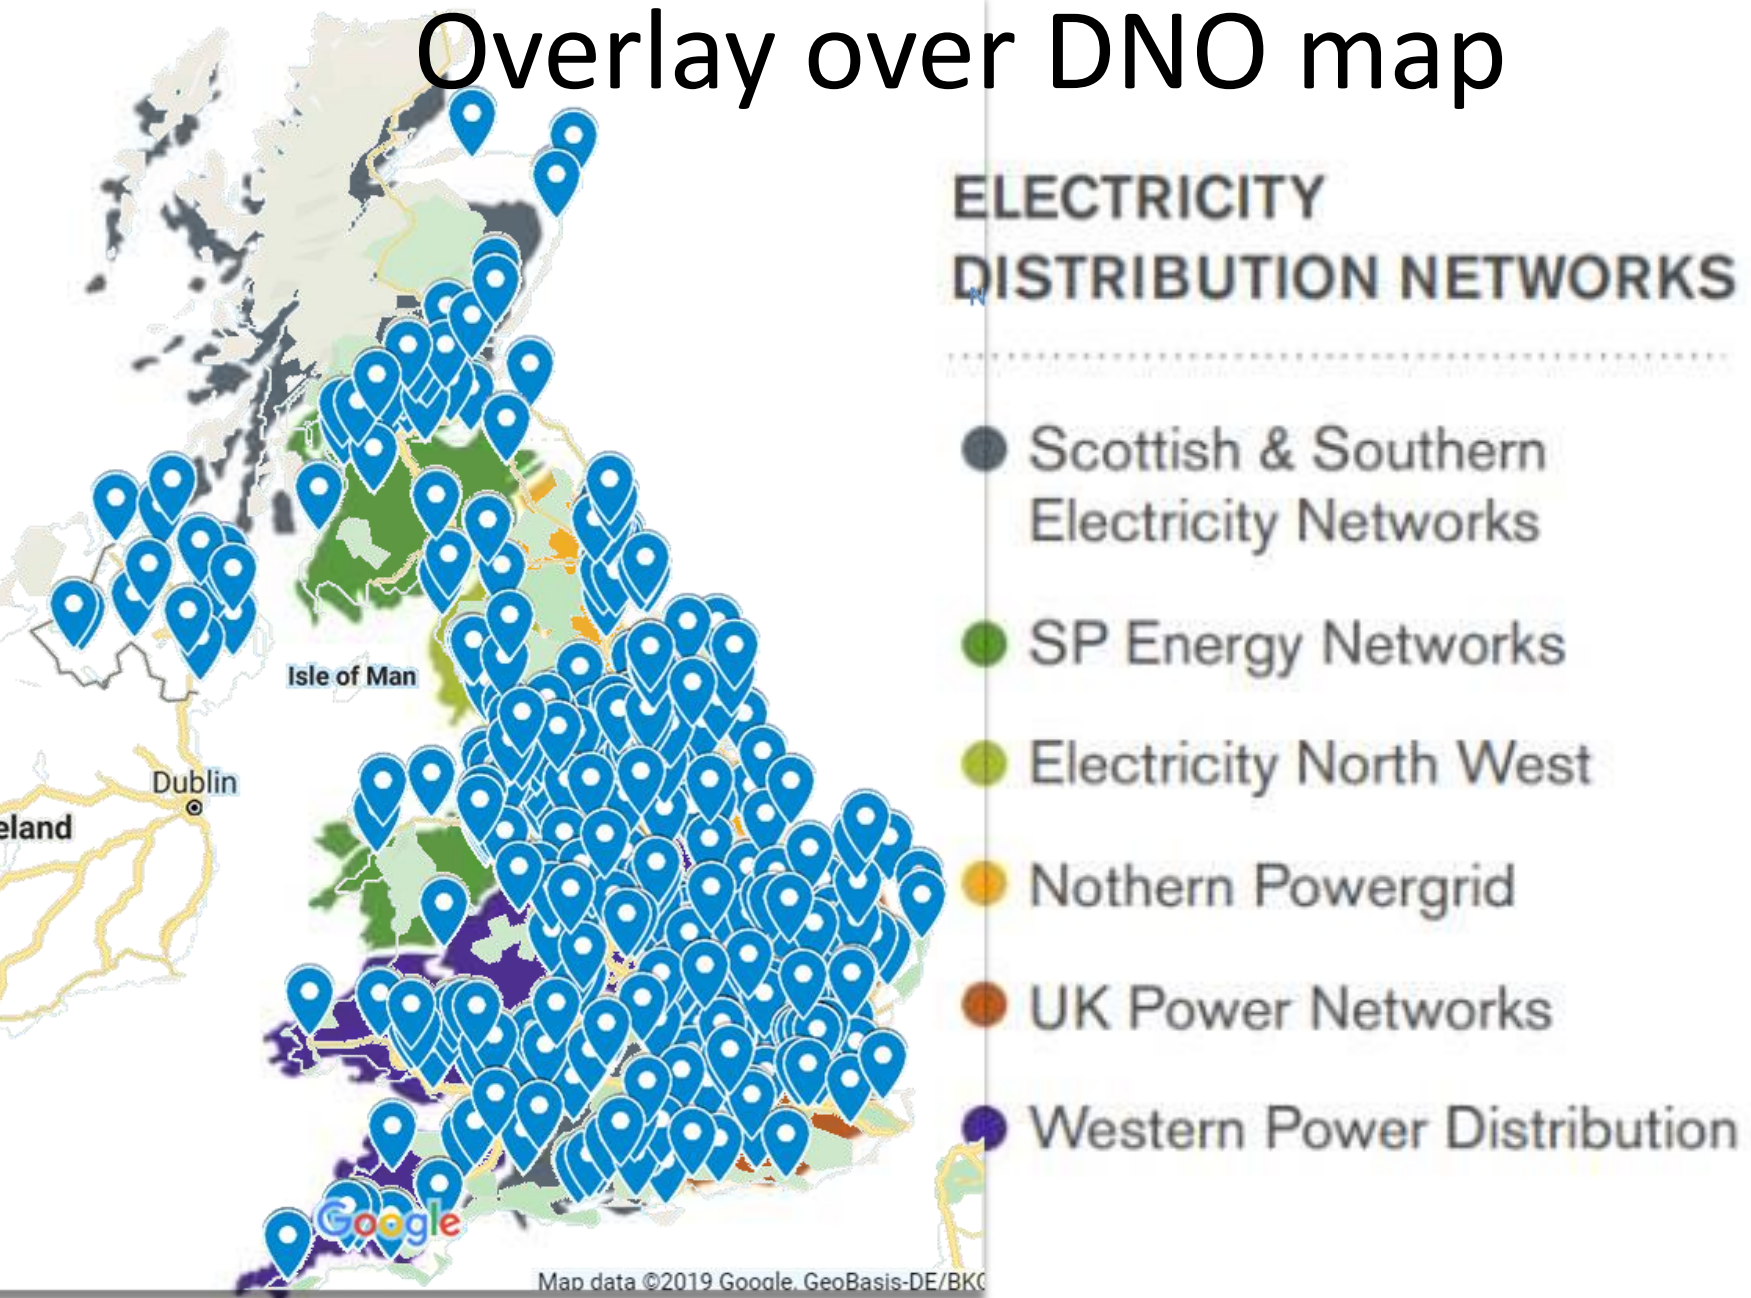 Overlay over DNO map
ELECTRICITY
DISTRIBUTION NETWORKS
N
Scottish & Southern
Electricity Networks
SP Energy Networks
Electricity North West
Nothern Powergrid
UK Power Networks
Western Power Distribution
Isle of Man
Dublin
eland
Google
Map data ©2019 Google, GeoBasis-DE/BK